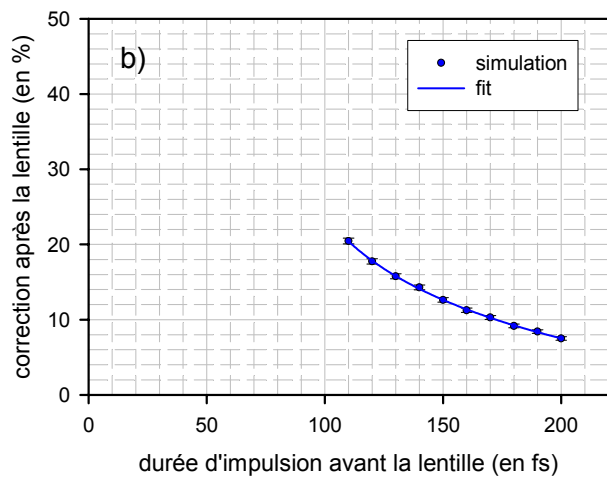 b)
simulation
fit
correction après la lentille (en %)
50
40
30
20
10
0
0 50 100 150 200
durée d'impulsion avant la lentille (en fs)